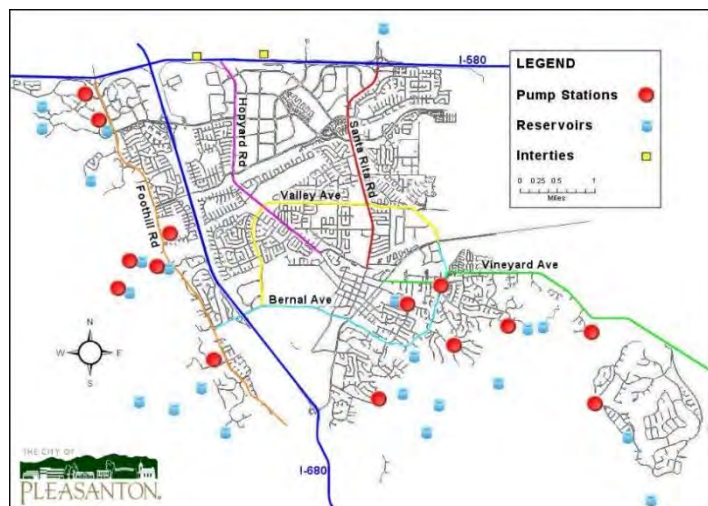 I-580
LEGEND
Pump Stations
Reservoirs
Interties
0 0.25 0.5 1
Miles
Hopyard Rd
Santa Rita Rd
Foothill Rd
Valley Ave
Vineyard Ave
Bernal Ave
N
W E
S
I-680
THE CITY OF
PLEASANTON.